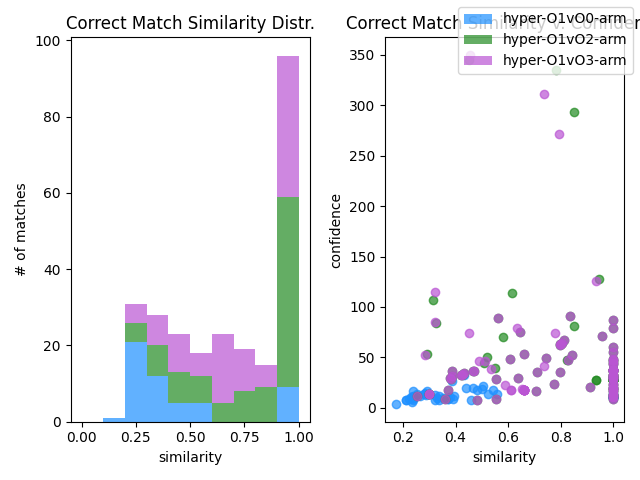 Correct Match Similarity Distr.
# of matches
100
80
60
40
20
0
0.00 0.25 0.50 0.75 1.00
similarity
Correct Match Similarity v. Confiden
hyper-O1vO0-arm
hyper-O1vO2-arm
hyper-O1vO3-arm
confidence
350
300
250
200
150
100
50
0
0.2 0.4 0.6 0.8 1.0
similarity